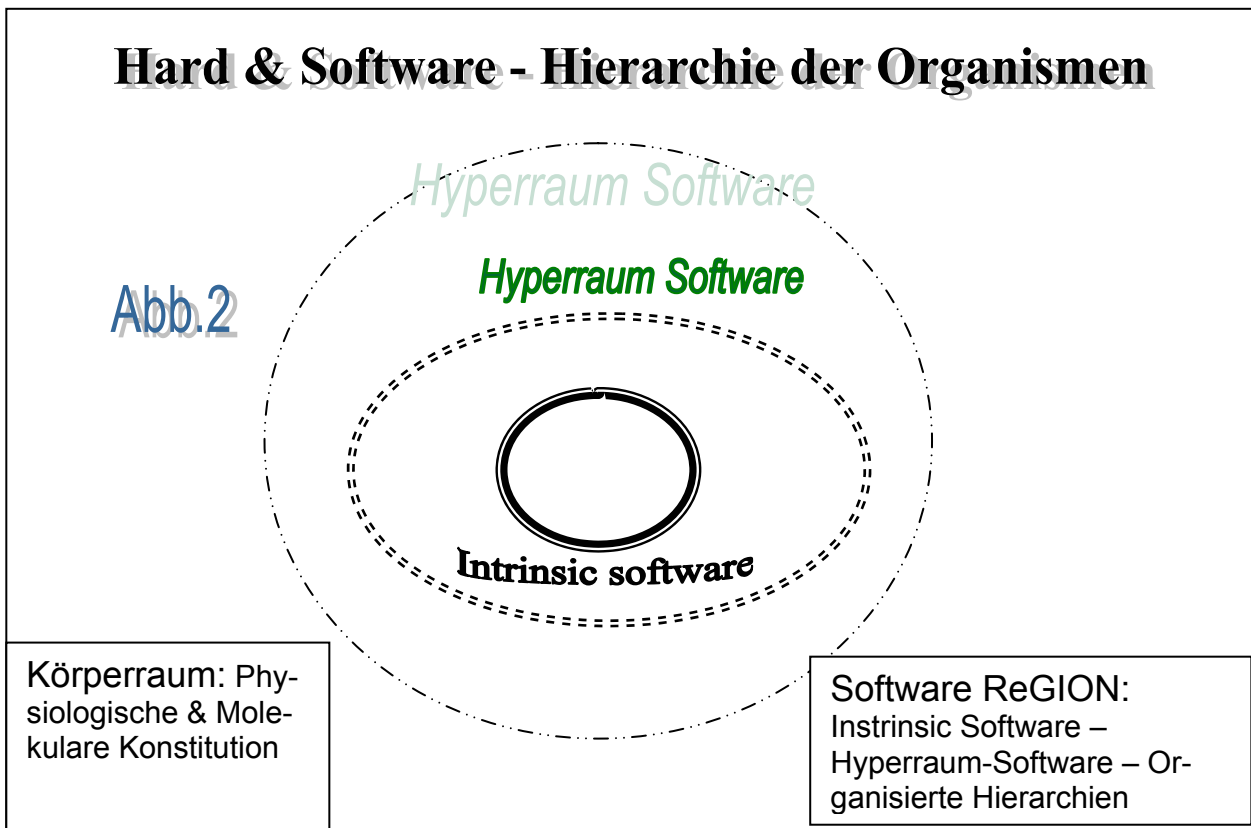 Hard & Software - Hierarchie der Organismen
Hyperraum Software
Hyperraum Software
Abb.2
Intrinsic software
Körperraum: Phy-
siologische & Mole-
kulare Konstitution
Software ReGION:
Instrinsic Software –
Hyperraum-Software – Or-
ganisierte Hierarchien